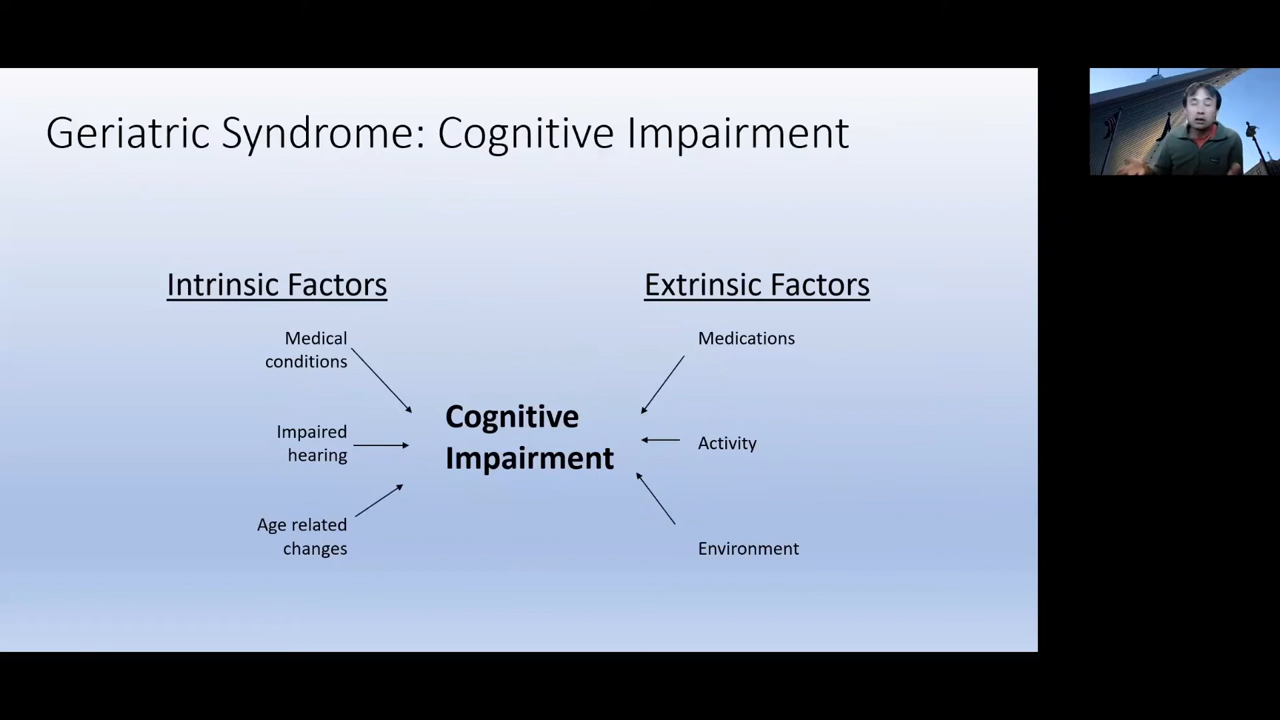 Geriatric Syndrome: Cognitive Impairment
Intrinsic Factors
Extrinsic Factors
Medical
conditions
Medications
Cognitive
Impairment
Impaired
hearing
Activity
Age related
changes
Environment